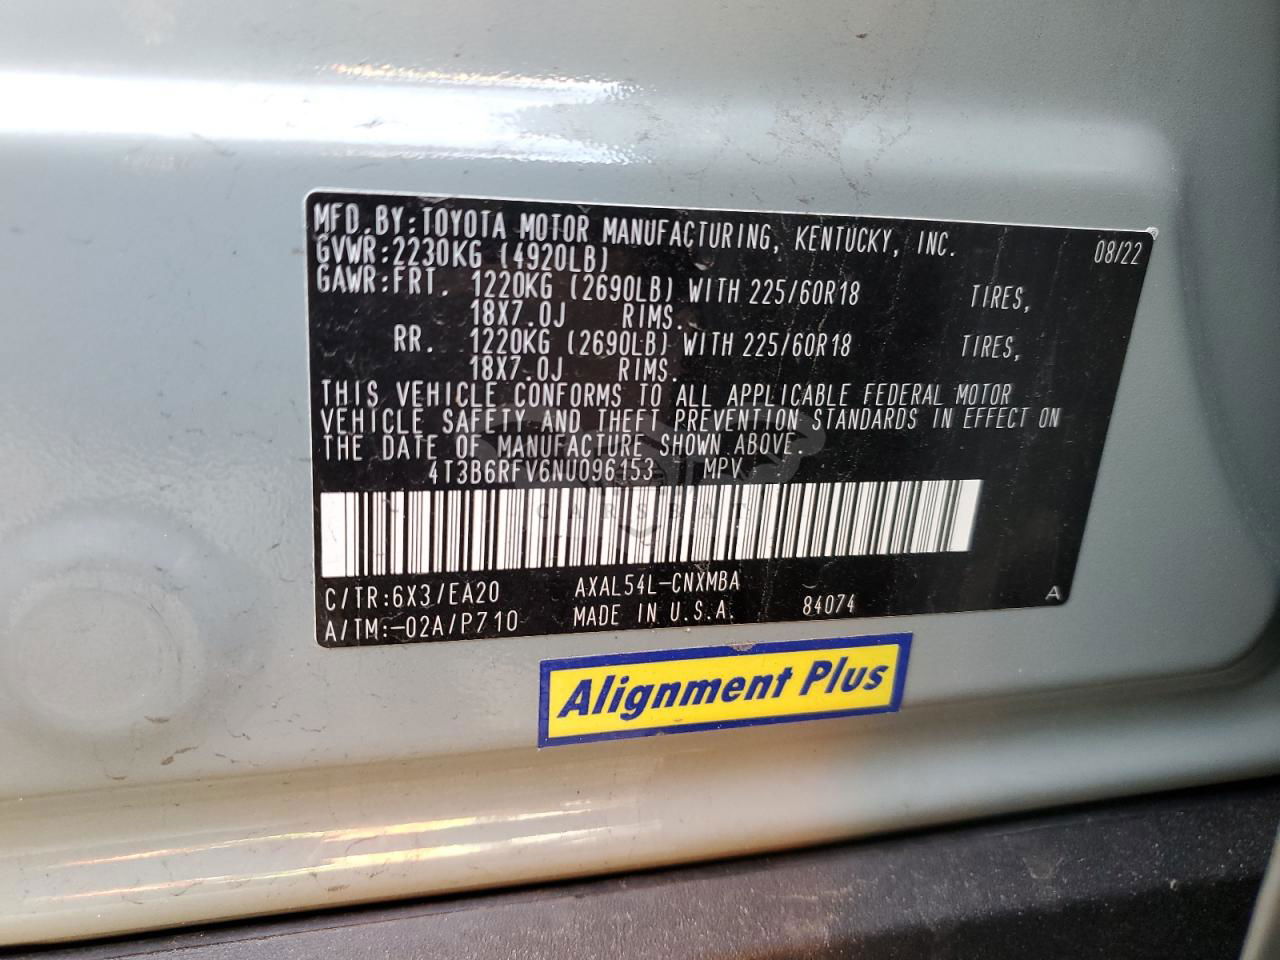 MFD.BY:TOYOTA MOTOR MANUFACTURING, KENTUCKY, INC. 08/22
GVWR:2230KG (4920LB)
GAWR:FRT. 1220KG (2690LB) WITH 225/60R18 TIRES,
18X7.0J RIMS.
RR. 1220KG (2690LB) WITH 225/60R18 TIRES,
18X7.0J RIMS.
THIS VEHICLE CONFORMS TO ALL APPLICABLE FEDERAL MOTOR
VEHICLE SAFETY AND THEFT PREVENTION STANDARDS IN EFFECT ON
THE DATE OF MANUFACTURE SHOWN ABOVE.
4T3B6RFV6NU096153 MPV
CARSBAT
C/TR:6X3/EA20 AXAL54L-CNXMBA A
A/TM:-02A/P710 MADE IN U.S.A. 84074
Alignment Plus